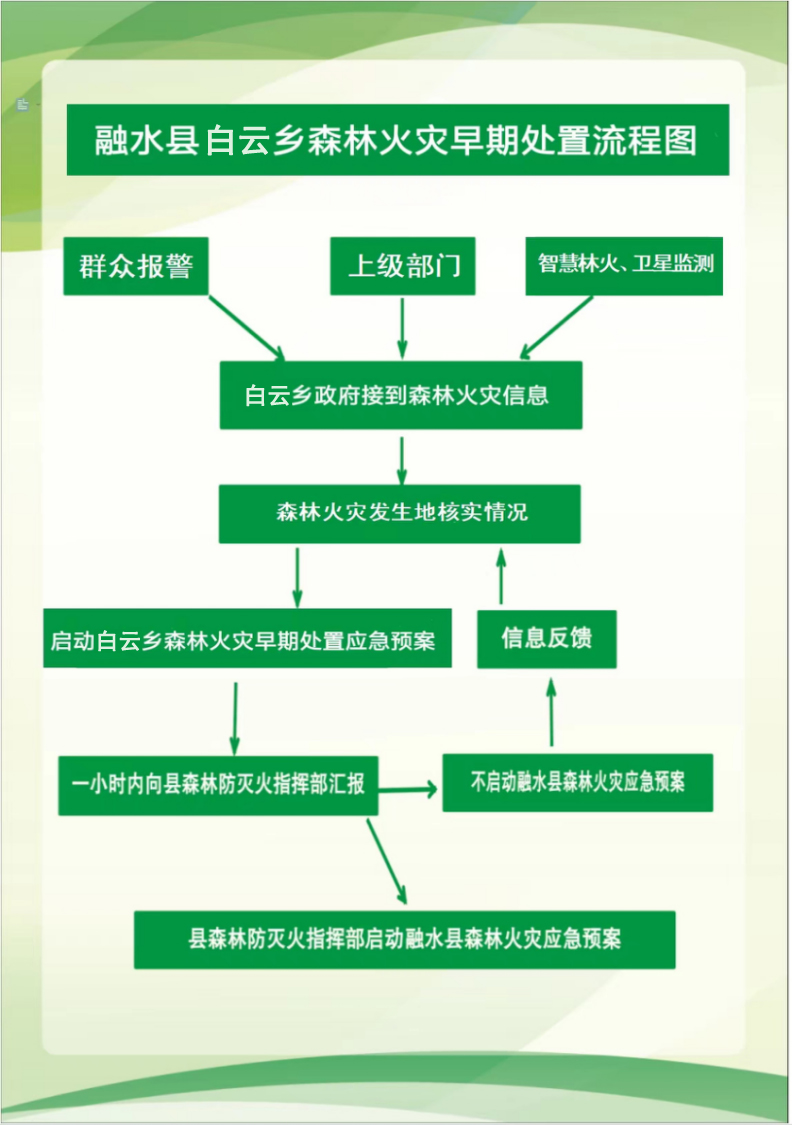 融水县白云乡森林火灾早期处置流程图
群众报警
上级部门
智慧林火、卫星监测
白云乡政府接到森林火灾信息
森林火灾发生地核实情况
启动白云乡森林火灾早期处置应急预案
信息反馈
一小时内向县森林防灭火指挥部汇报
不启动融水县森林火灾应急预案
县森林防灭火指挥部启动融水县森林火灾应急预案